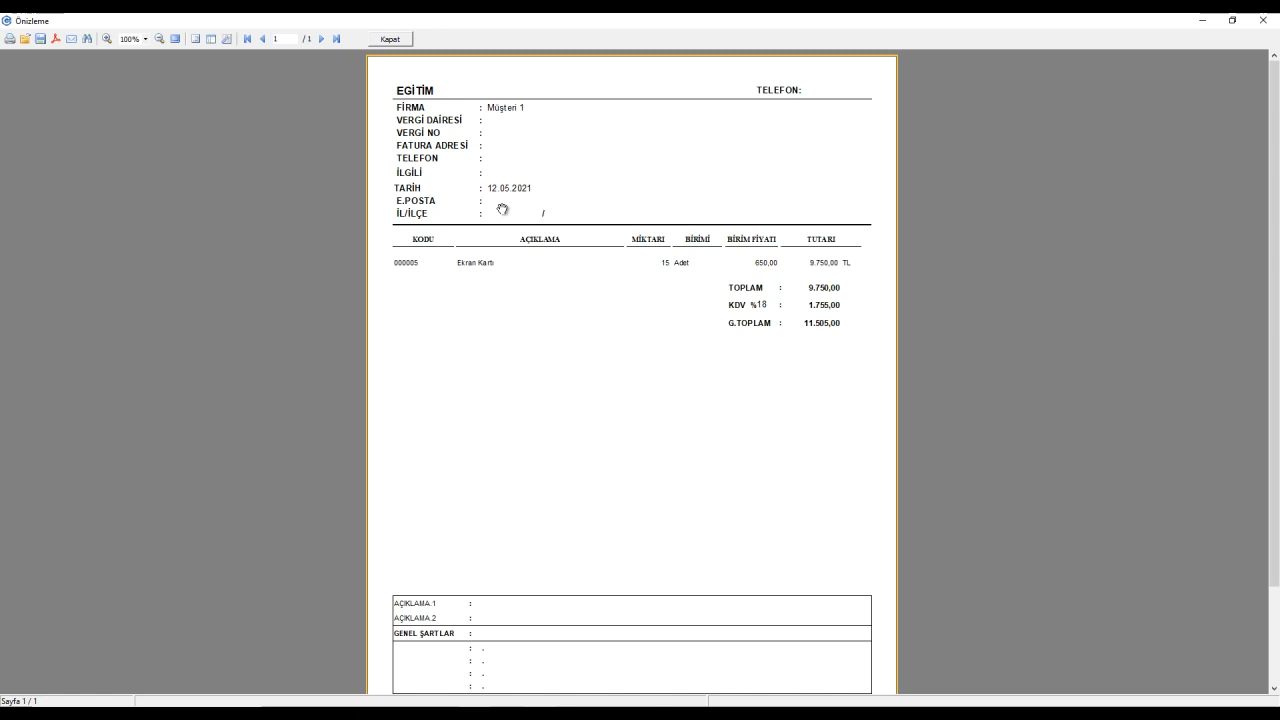 Önizleme
100% 1 / 1 Kapat
EGİTİM TELEFON:
FİRMA : Müşteri 1
VERGİ DAİRESİ :
VERGİ NO :
FATURA ADRESİ :
TELEFON :
İLGİLİ :
TARİH : 12.05.2021
E.POSTA :
İL/İLÇE : /
KODU AÇIKLAMA MİKTARI BİRİMİ BİRİM FİYATI TUTARI
000005 Ekran Kartı 15 Adet 650,00 9.750,00 TL
TOPLAM : 9.750,00
KDV %18 : 1.755,00
G.TOPLAM : 11.505,00
AÇIKLAMA.1 :
AÇIKLAMA.2 :
GENEL ŞARTLAR :
: .
: .
: .
: .
Sayfa 1 / 1